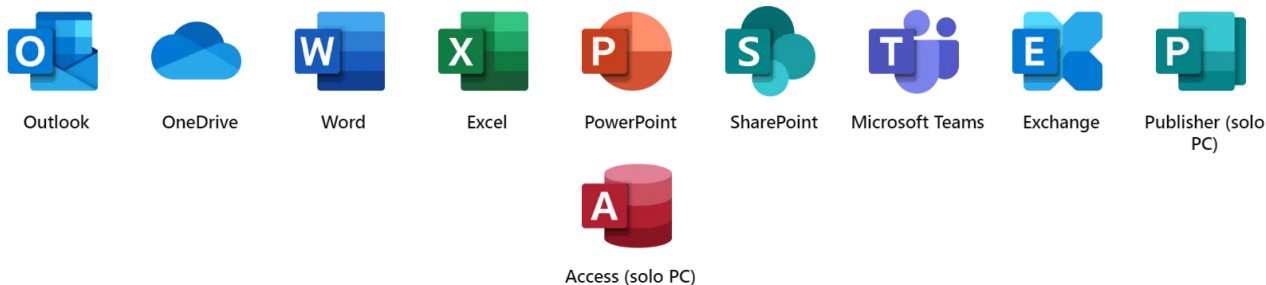 O
W
X
P
S
T
E
P
Outlook
OneDrive
Word
Excel
PowerPoint
SharePoint
Microsoft Teams
Exchange
Publisher (solo
PC)
A
Access (solo PC)